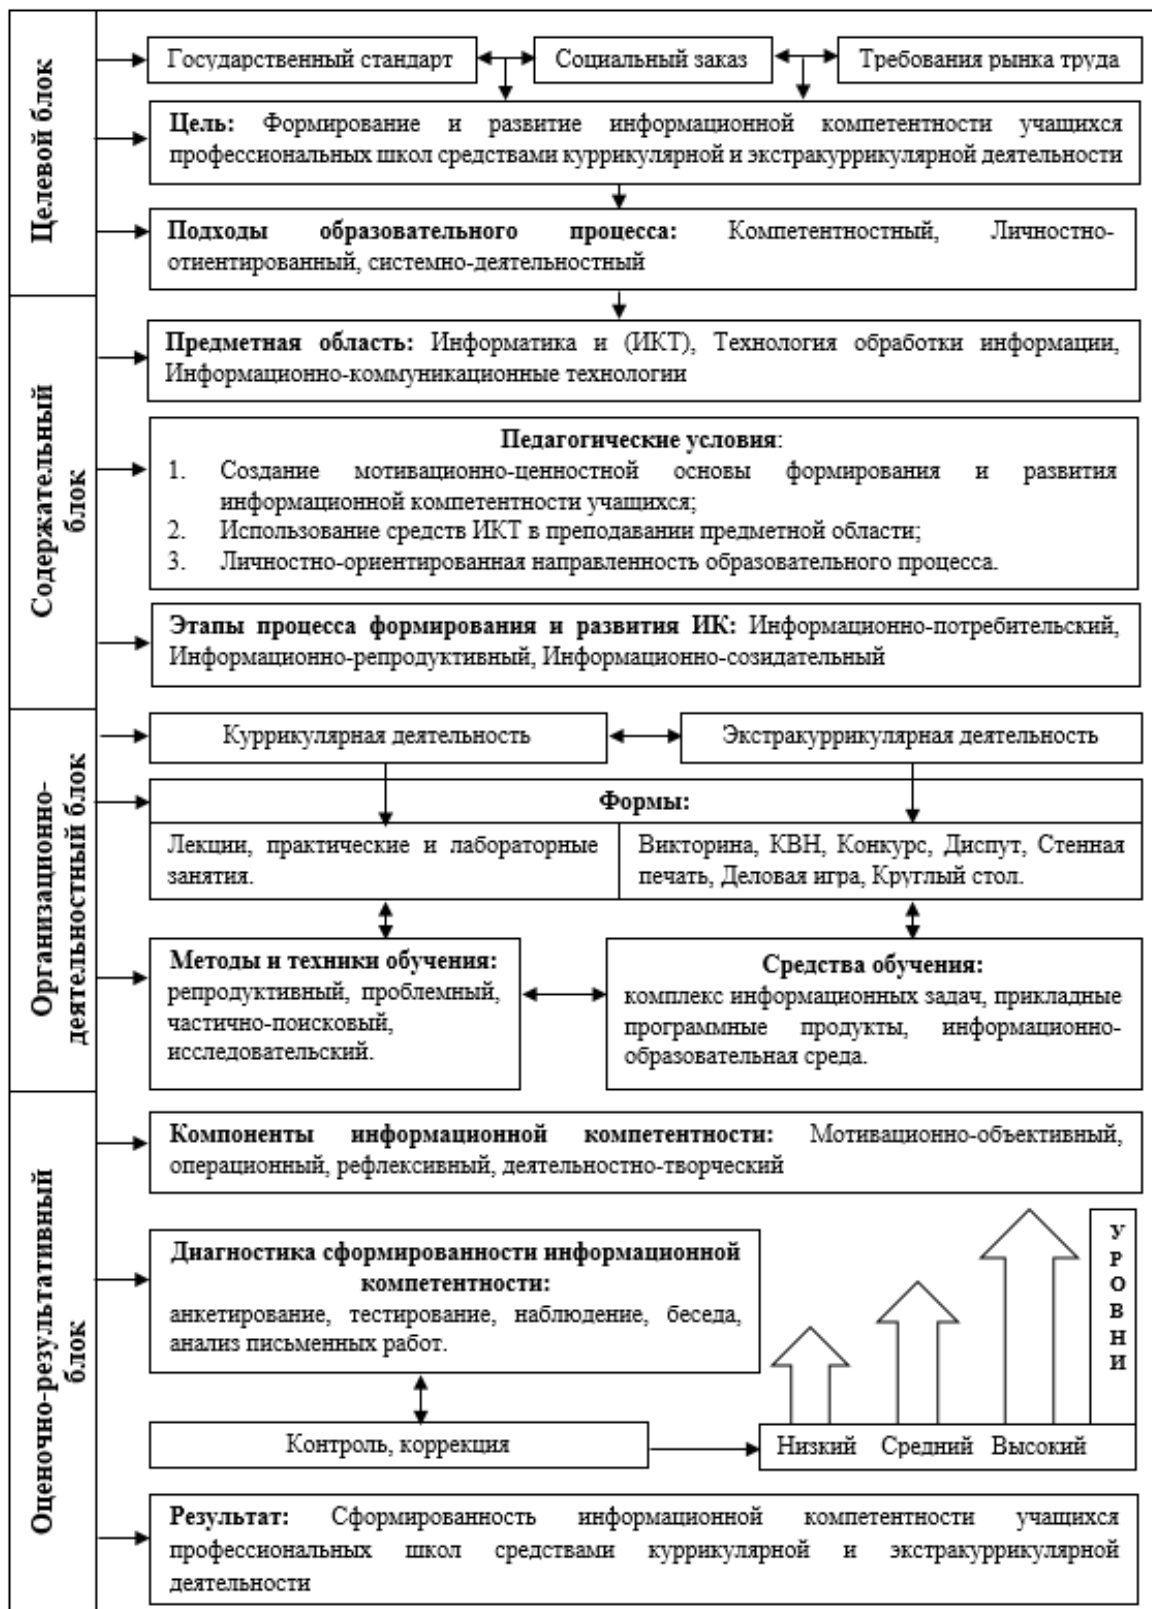 Целевой блок
Государственный стандарт
Социальный заказ
Требования рынка труда
Цель: Формирование и развитие информационной компетентности учащихся
профессиональных школ средствами куррикулярной и экстракуррикулярной деятельности
Подходы образовательного процесса: Компетентностный, Личностно-
отиентированный, системно-деятельностный
Содержательный
блок
Предметная область: Информатика и (ИКТ), Технология обработки информации,
Информационно-коммуникационные технологии
Педагогические условия:
1. Создание мотивационно-ценностной основы формирования и развития
информационной компетентности учащихся;
2. Использование средств ИКТ в преподавании предметной области;
3. Личностно-ориентированная направленность образовательного процесса.
Этапы процесса формирования и развития ИК: Информационно-потребительский,
Информационно-репродуктивный, Информационно-созидательный
Организационно-
деятельностный блок
Куррикулярная деятельность
Экстракуррикулярная деятельность
Формы:
Лекции, практические и лабораторные
занятия.
Викторина, КВН, Конкурс, Диспут, Стенная
печать, Деловая игра, Круглый стол.
Методы и техники обучения:
репродуктивный, проблемный,
частично-поисковый,
исследовательский.
Средства обучения:
комплекс информационных задач, прикладные
программные продукты, информационно-
образовательная среда.
Оценочно-результативный
блок
Компоненты информационной компетентности: Мотивационно-объективный,
операционный, рефлексивный, деятельностно-творческий
Диагностика сформированности информационной
компетентности:
анкетирование, тестирование, наблюдение, беседа,
анализ письменных работ.
УРОВНИ
Контроль, коррекция
Низкий Средний Высокий
Результат: Сформированность информационной компетентности учащихся
профессиональных школ средствами куррикулярной и экстракуррикулярной
деятельности